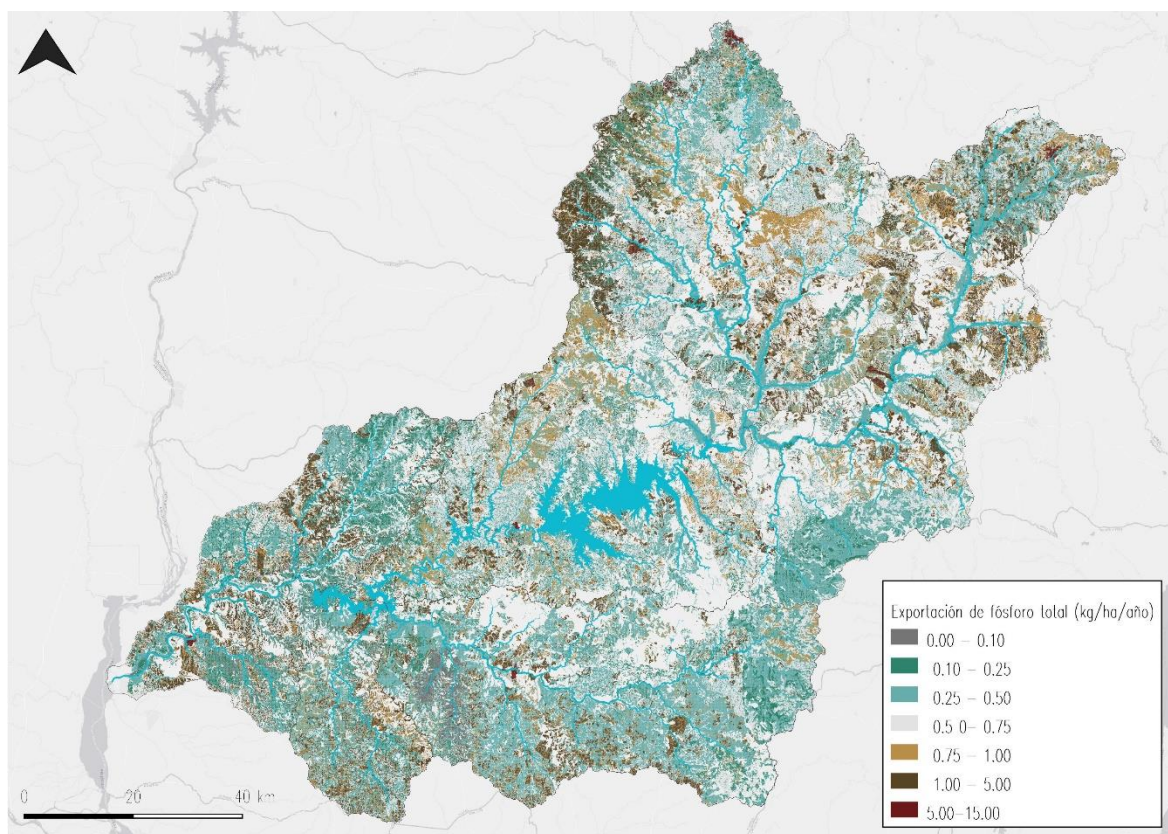 0 20 40 km
Exportación de fósforo total (kg/ha/año)
0.00 – 0.10
0.10 – 0.25
0.25 – 0.50
0.5 0– 0.75
0.75 – 1.00
1.00 – 5.00
5.00–15.00